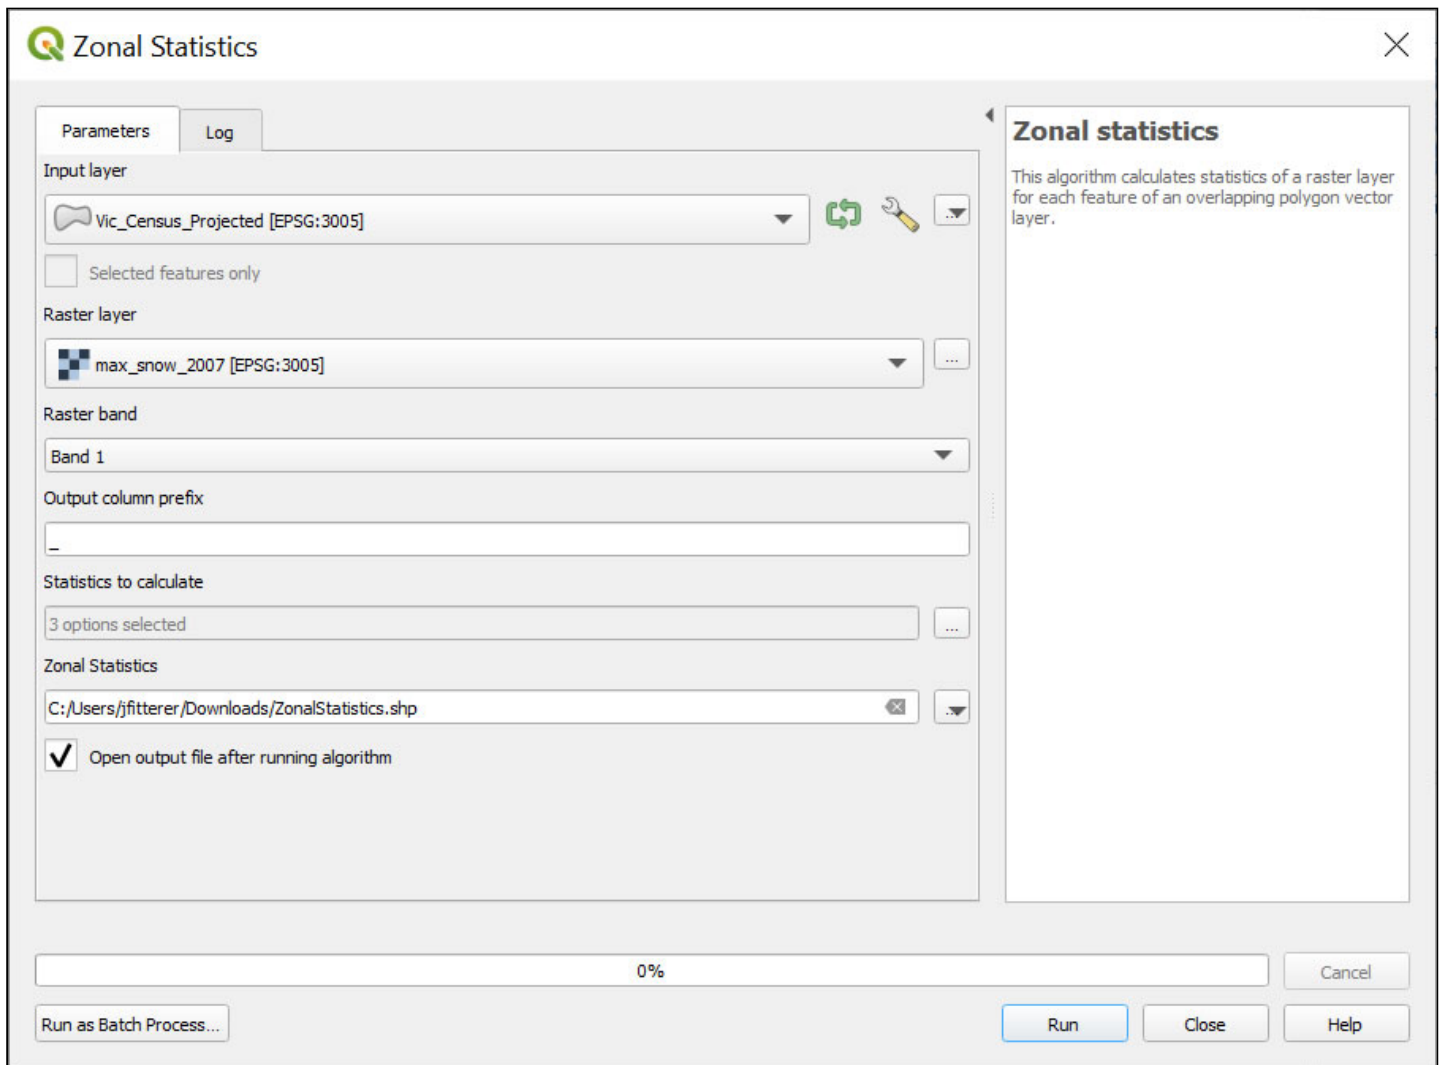 Zonal Statistics
Parameters
Log
Input layer
Vic_Census_Projected [EPSG:3005]
...
Selected features only
Raster layer
max_snow_2007 [EPSG:3005]
...
Raster band
Band 1
Output column prefix
_
Statistics to calculate
3 options selected
...
Zonal Statistics
C:/Users/jfitterer/Downloads/ZonalStatistics.shp
...
Open output file after running algorithm
Zonal statistics
This algorithm calculates statistics of a raster layer
for each feature of an overlapping polygon vector
layer.
0%
Cancel
Run as Batch Process...
Run
Close
Help